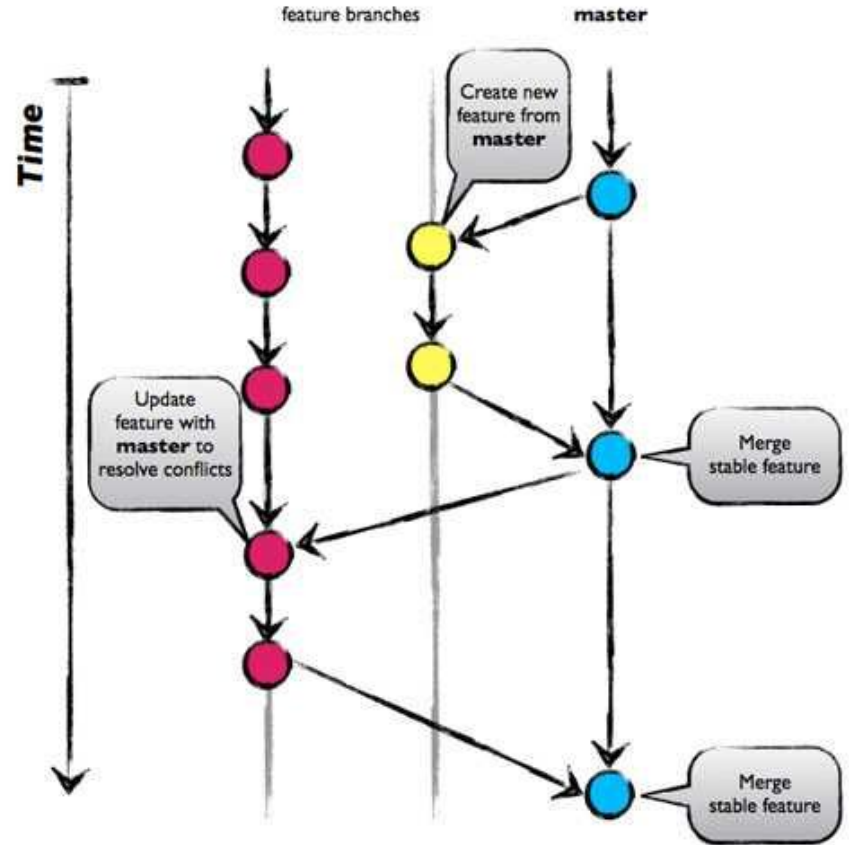 feature branches
master
Time
Create new
feature from
master
Update
feature with
master to
resolve conflicts
Merge
stable feature
Merge
stable feature